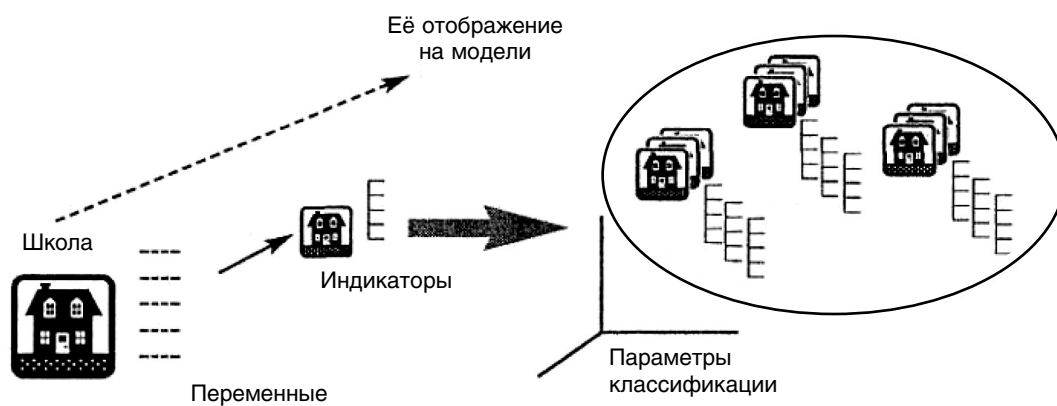 Её отображение
на модели
Школа
Индикаторы
Переменные
Параметры
классификации